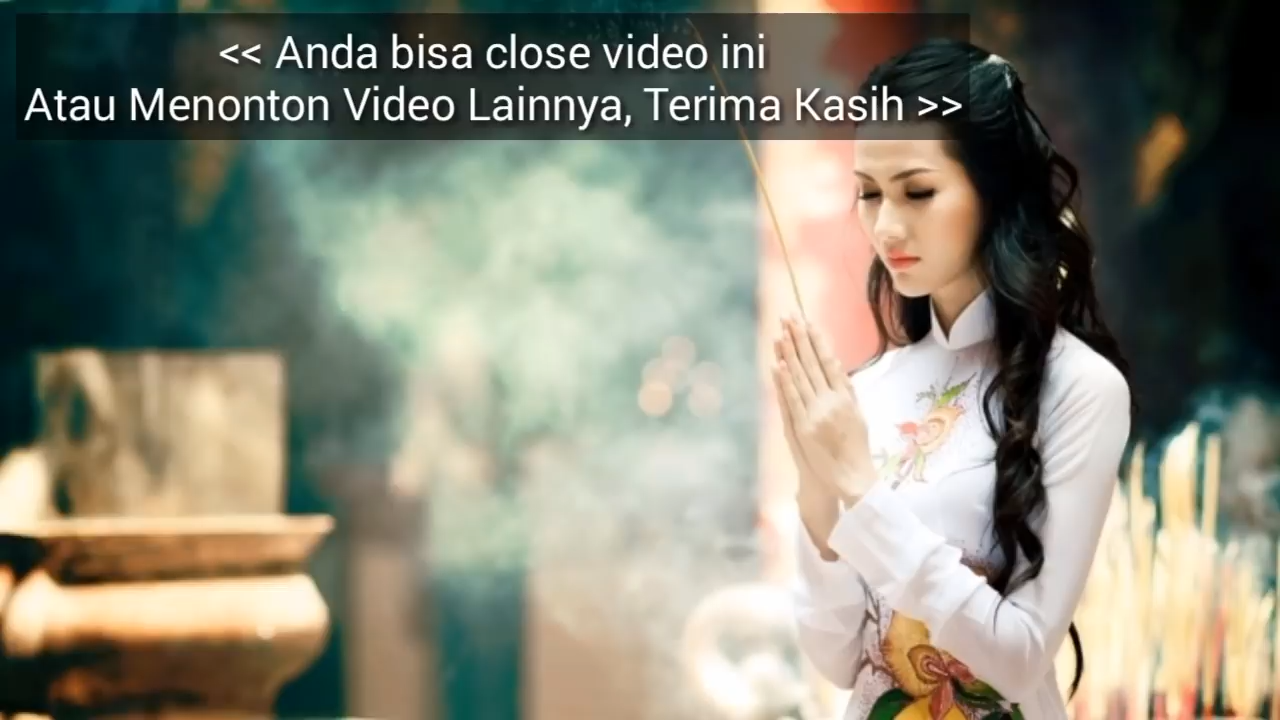 << Anda bisa close video ini
Atau Menonton Video Lainnya, Terima Kasih >>